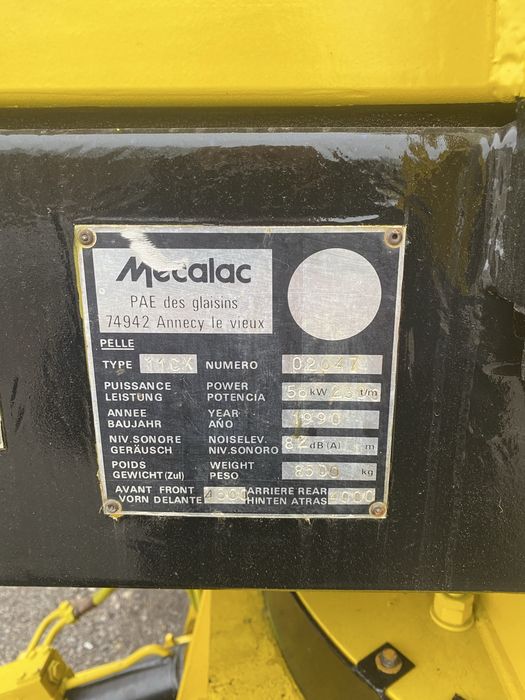 Mecalac
PAE des glaisins
74942 Annecy le vieux
PELLE
TYPE 11CX NUMERO
PUISSANCE POWER kW t/m
LEISTUNG POTENCIA
ANNEE YEAR 1990
BAUJAHR AÑO
NIV.SONORE NOISELEV. 82 dB(A) m
GERÄUSCH NIV.SONORO
POIDS WEIGHT 8500 kg
GEWICHT(Zul) PESO
AVANT FRONT 4500 ARRIERE REAR 4000
VORN DELANTE HINTEN ATRAS